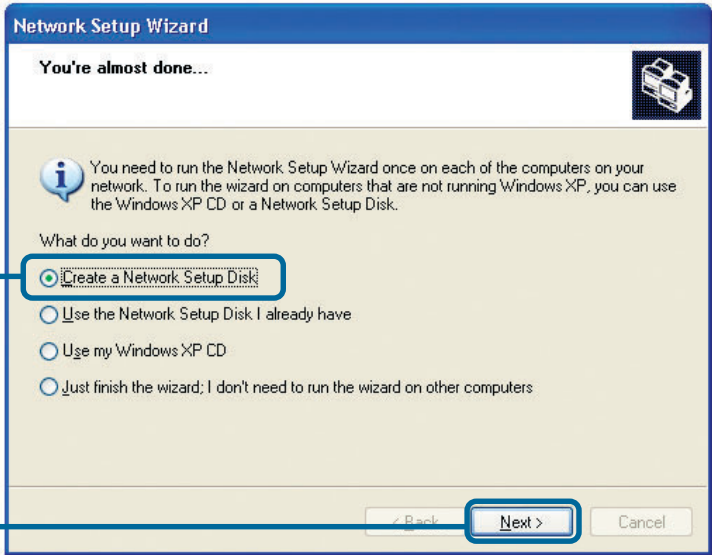 Network Setup Wizard
You're almost done...
You need to run the Network Setup Wizard once on each of the computers on your
network. To run the wizard on computers that are not running Windows XP, you can use
the Windows XP CD or a Network Setup Disk.
What do you want to do?
Create a Network Setup Disk
Use the Network Setup Disk I already have
Use my Windows XP CD
Just finish the wizard; I don't need to run the wizard on other computers
< Back Next > Cancel